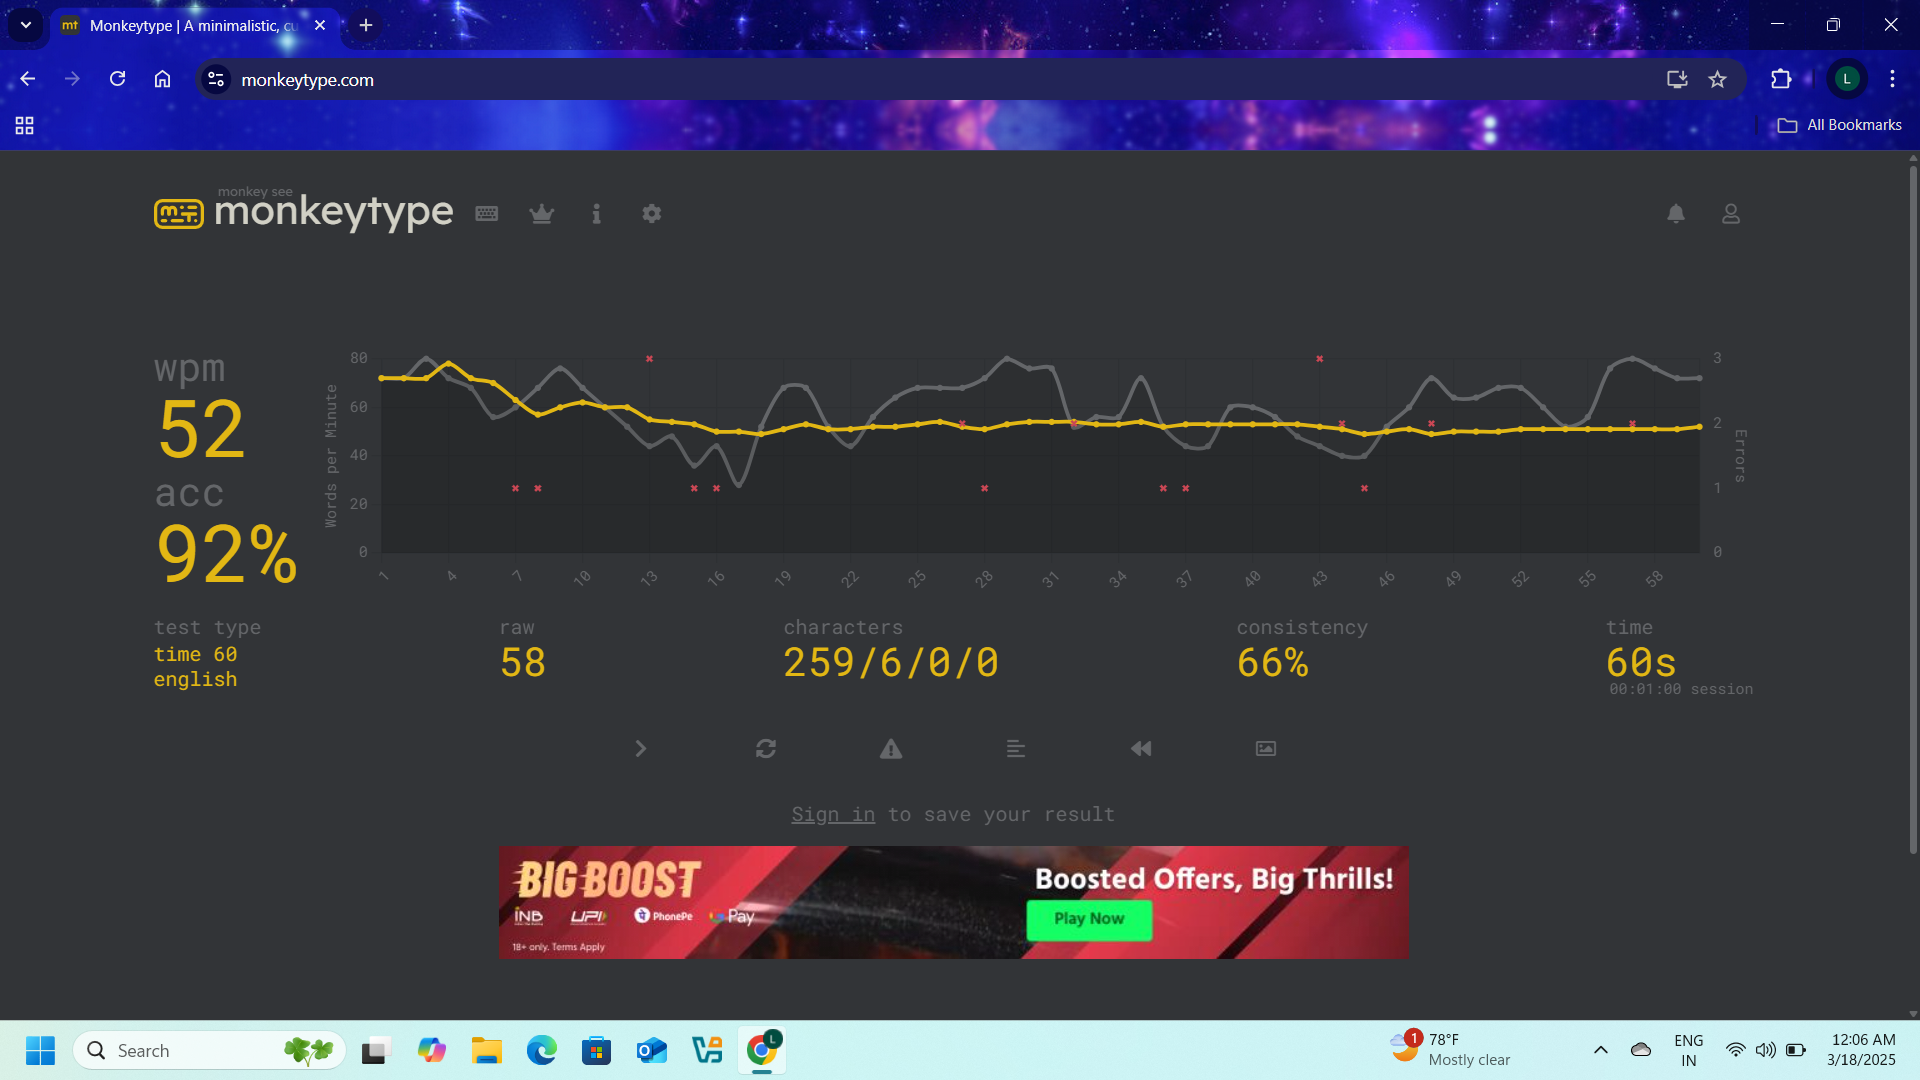 Monkeytype | A minimalistic, cu
monkeytype.com
L
All Bookmarks
monkey see
monkeytype
wpm
52
acc
92%
Words per Minute
80
60
40
20
0
3
2
1
0
Errors
1 4 7 10 13 16 19 22 25 28 31 34 37 40 43 46 49 52 55 58
test type
time 60
english
raw
58
characters
259/6/0/0
consistency
66%
time
60s
00:01:00 session
Sign in to save your result
BIG BOOST
INB UPI PhonePe G Pay
18+ only. Terms Apply
Boosted Offers, Big Thrills!
Play Now
Search
L
1
78°F
Mostly clear
ENG
IN
12:06 AM
3/18/2025